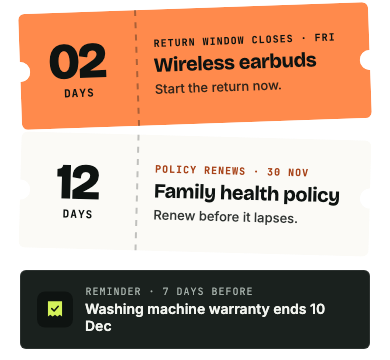 02
DAYS
RETURN WINDOW CLOSES · FRI
Wireless earbuds
Start the return now.
12
DAYS
POLICY RENEWS · 30 NOV
Family health policy
Renew before it lapses.
REMINDER · 7 DAYS BEFORE
Washing machine warranty ends 10
Dec